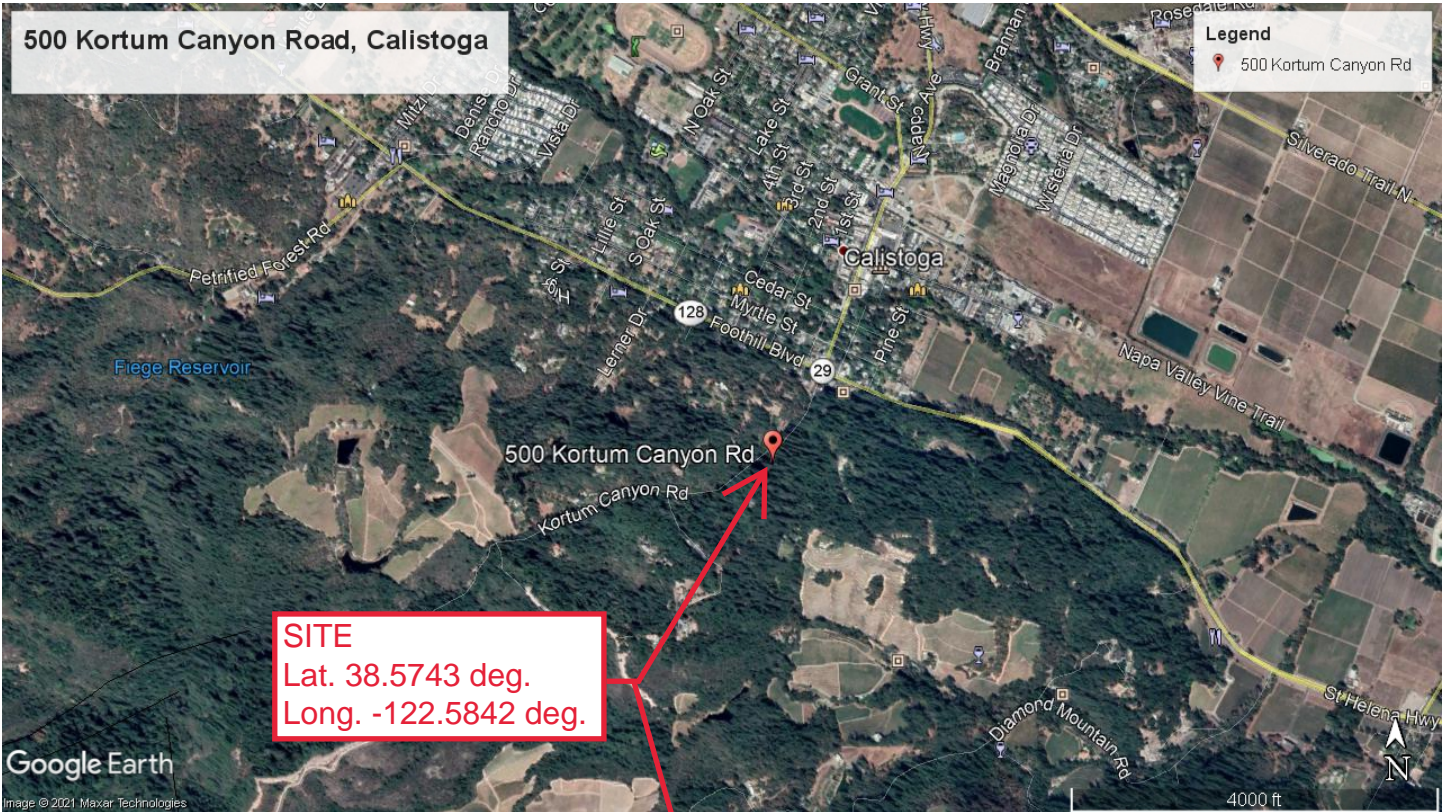 500 Kortum Canyon Road, Calistoga
Legend
500 Kortum Canyon Rd
Rosedale Rd
Brannan
Mitzi Dr
Denise Dr
Rancho Dr
Vista Dr
N Oak St
Lake St
4th St
3rd St
2nd St
1st St
Grant St
Napa Ave
Magnolia Dr
Wisteria Dr
Silverado Trail N
Petrified Forest Rd
Lillie St
S Oak St
Calistoga
Cedar St
Myrtle St
128
Foothill Blvd
Lerner Dr
Pine St
29
Napa Valley Vine Trail
Fiege Reservoir
500 Kortum Canyon Rd
Kortum Canyon Rd
SITE
Lat. 38.5743 deg.
Long. -122.5842 deg.
Diamond Mountain Rd
St Helena Hwy
N
Google Earth
Image © 2021 Maxar Technologies
4000 ft